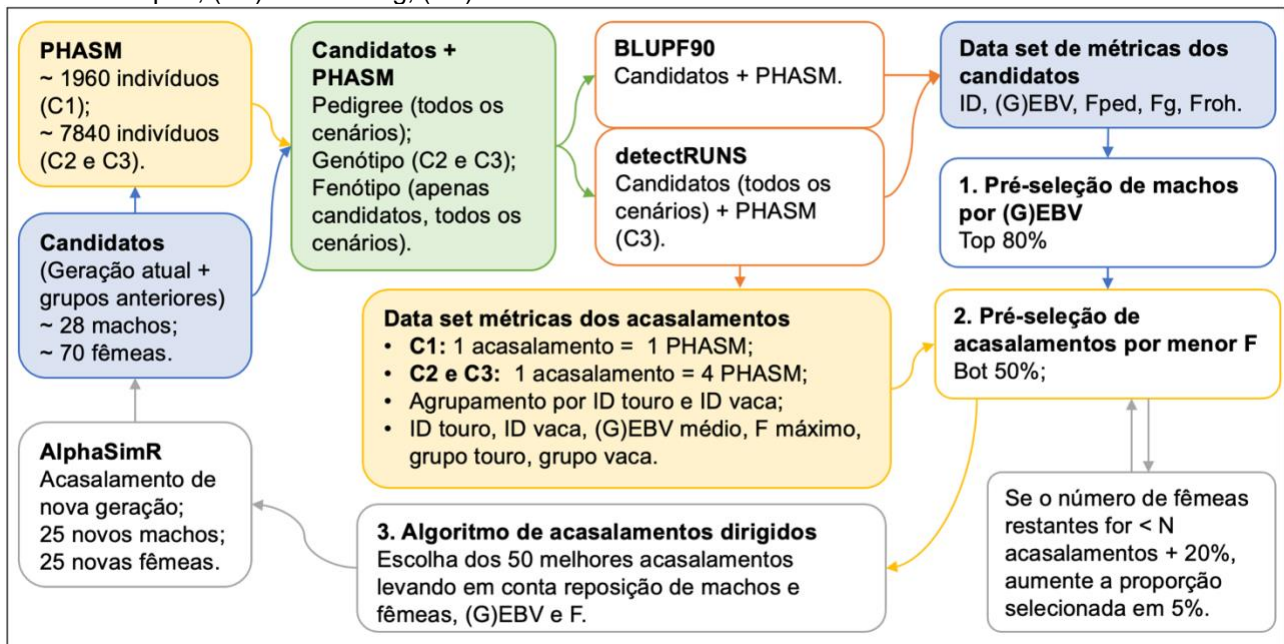 PHASM
~ 1960 indivíduos
(C1);
~ 7840 indivíduos
(C2 e C3).
Candidatos +
PHASM
Pedigree (todos os
cenários);
Genótipo (C2 e C3);
Fenótipo (apenas
candidatos, todos os
cenários).
BLUPF90
Candidatos + PHASM.
detectRUNS
Candidatos (todos os
cenários) + PHASM
(C3).
Data set de métricas dos
candidatos
ID, (G)EBV, Fped, Fg, Froh.
1. Pré-seleção de machos
por (G)EBV
Top 80%
Candidatos
(Geração atual +
grupos anteriores)
~ 28 machos;
~ 70 fêmeas.
Data set métricas dos acasalamentos
• C1: 1 acasalamento = 1 PHASM;
• C2 e C3: 1 acasalamento = 4 PHASM;
• Agrupamento por ID touro e ID vaca;
• ID touro, ID vaca, (G)EBV médio, F máximo,
grupo touro, grupo vaca.
2. Pré-seleção de
acasalamentos por menor F
Bot 50%;
AlphaSimR
Acasalamento de
nova geração;
25 novos machos;
25 novas fêmeas.
3. Algoritmo de acasalamentos dirigidos
Escolha dos 50 melhores acasalamentos
levando em conta reposição de machos e
fêmeas, (G)EBV e F.
Se o número de fêmeas
restantes for < N
acasalamentos + 20%,
aumente a proporção
selecionada em 5%.